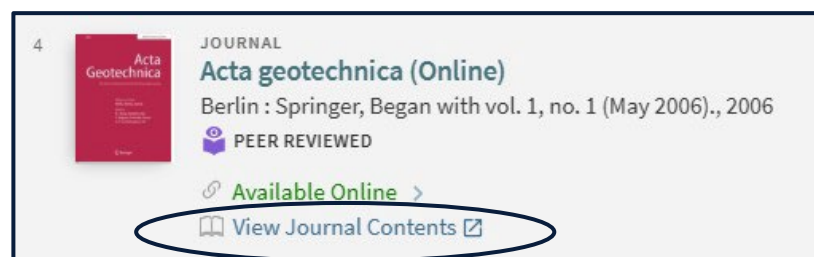 4
JOURNAL
Acta
Geotechnica
Acta geotechnica (Online)
Berlin : Springer, Began with vol. 1, no. 1 (May 2006)., 2006
PEER REVIEWED
Available Online >
View Journal Contents